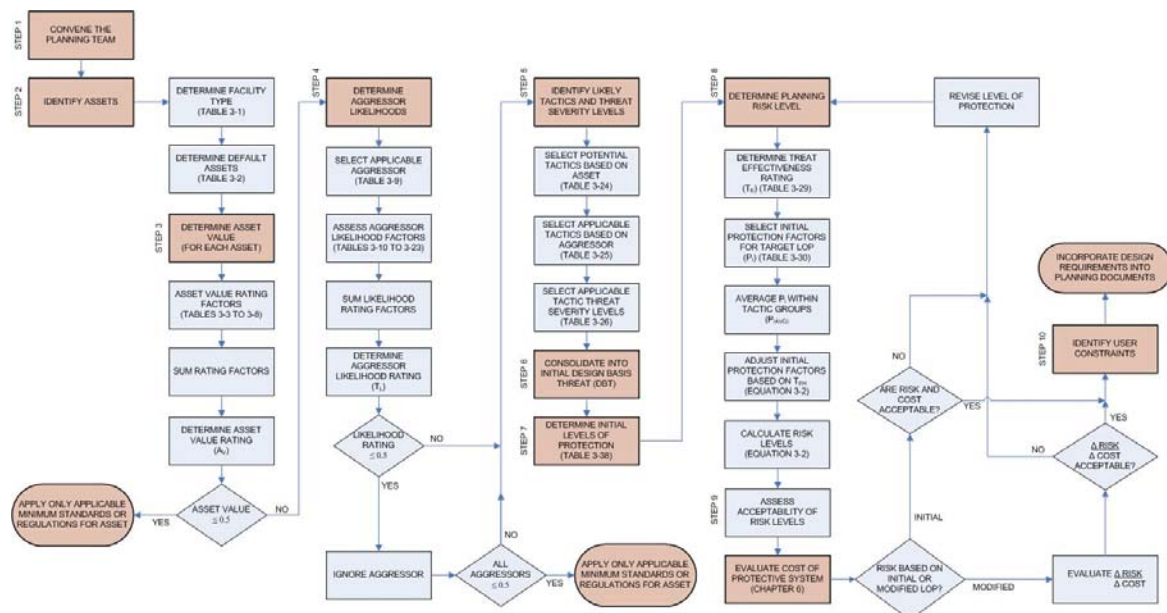 STEP 1
CONVENE THE
PLANNING TEAM
STEP 2
IDENTIFY ASSETS
DETERMINE FACILITY
TYPE
(TABLE 3-1)
DETERMINE DEFAULT
ASSETS
(TABLE 3-2)
STEP 3
DETERMINE ASSET
VALUE
(FOR EACH ASSET)
ASSET VALUE RATING
FACTORS
(TABLES 3-3 TO 3-8)
SUM RATING FACTORS
DETERMINE ASSET
VALUE RATING
(AV)
ASSET VALUE
≤ 0.5
YES
NO
APPLY ONLY APPLICABLE
MINIMUM STANDARDS OR
REGULATIONS FOR ASSET
STEP 4
DETERMINE
AGGRESSOR
LIKELIHOODS
SELECT APPLICABLE
AGGRESSOR
(TABLE 3-9)
ASSESS AGGRESSOR
LIKELIHOOD FACTORS
(TABLES 3-10 TO 3-23)
SUM LIKELIHOOD
RATING FACTORS
DETERMINE
AGGRESSOR
LIKELIHOOD RATING
(TL)
LIKELIHOOD
RATING
≤ 0.5
NO
YES
IGNORE AGGRESSOR
ALL
AGGRESSORS
≤ 0.5
NO
YES
APPLY ONLY APPLICABLE
MINIMUM STANDARDS OR
REGULATIONS FOR ASSET
STEP 5
IDENTIFY LIKELY
TACTICS AND THREAT
SEVERITY LEVELS
SELECT POTENTIAL
TACTICS BASED ON
ASSET
(TABLE 3-24)
SELECT APPLICABLE
TACTICS BASED ON
AGGRESSOR
(TABLE 3-25)
SELECT APPLICABLE
TACTIC THREAT
SEVERITY LEVELS
(TABLE 3-26)
STEP 6
CONSOLIDATE INTO
INITIAL DESIGN BASIS
THREAT (DBT)
STEP 7
DETERMINE INITIAL
LEVELS OF
PROTECTION
(TABLE 3-38)
STEP 8
DETERMINE PLANNING
RISK LEVEL
DETERMINE TREAT
EFFECTIVENESS
RATING
(TABLE 3-29)
SELECT INITIAL
PROTECTION FACTORS
FOR TARGET LOP
(TABLE 3-30)
AVERAGE PI WITHIN
TACTIC GROUPS
ADJUST INITIAL
PROTECTION FACTORS
BASED ON
(EQUATION 3-2)
CALCULATE RISK
LEVELS
(EQUATION 3-2)
STEP 9
ASSESS
ACCEPTABILITY OF
RISK LEVELS
EVALUATE COST OF
PROTECTIVE SYSTEM
(CHAPTER 6)
RISK BASED ON
INITIAL OR
MODIFIED LOP?
INITIAL
MODIFIED
ARE RISK AND
COST
ACCEPTABLE?
NO
YES
REVISE LEVEL OF
PROTECTION
EVALUATE Δ RISK
Δ COST
Δ RISK
Δ COST
ACCEPTABLE?
NO
YES
STEP 10
IDENTIFY USER
CONSTRAINTS
INCORPORATE DESIGN
REQUIREMENTS INTO
PLANNING DOCUMENTS